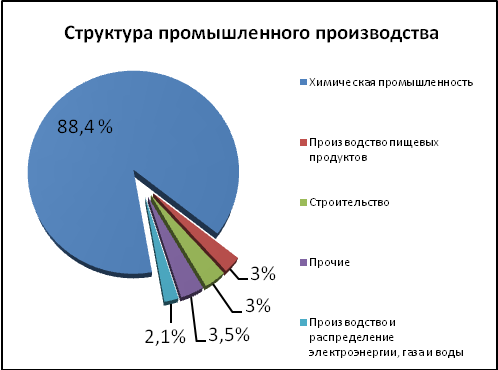 Структура промышленного производства
88,4 %
3%
3%
3,5%
2,1%
Химическая промышленность
Производство пищевых
продуктов
Строительство
Прочие
Производство и
распределение
электроэнергии, газа и воды